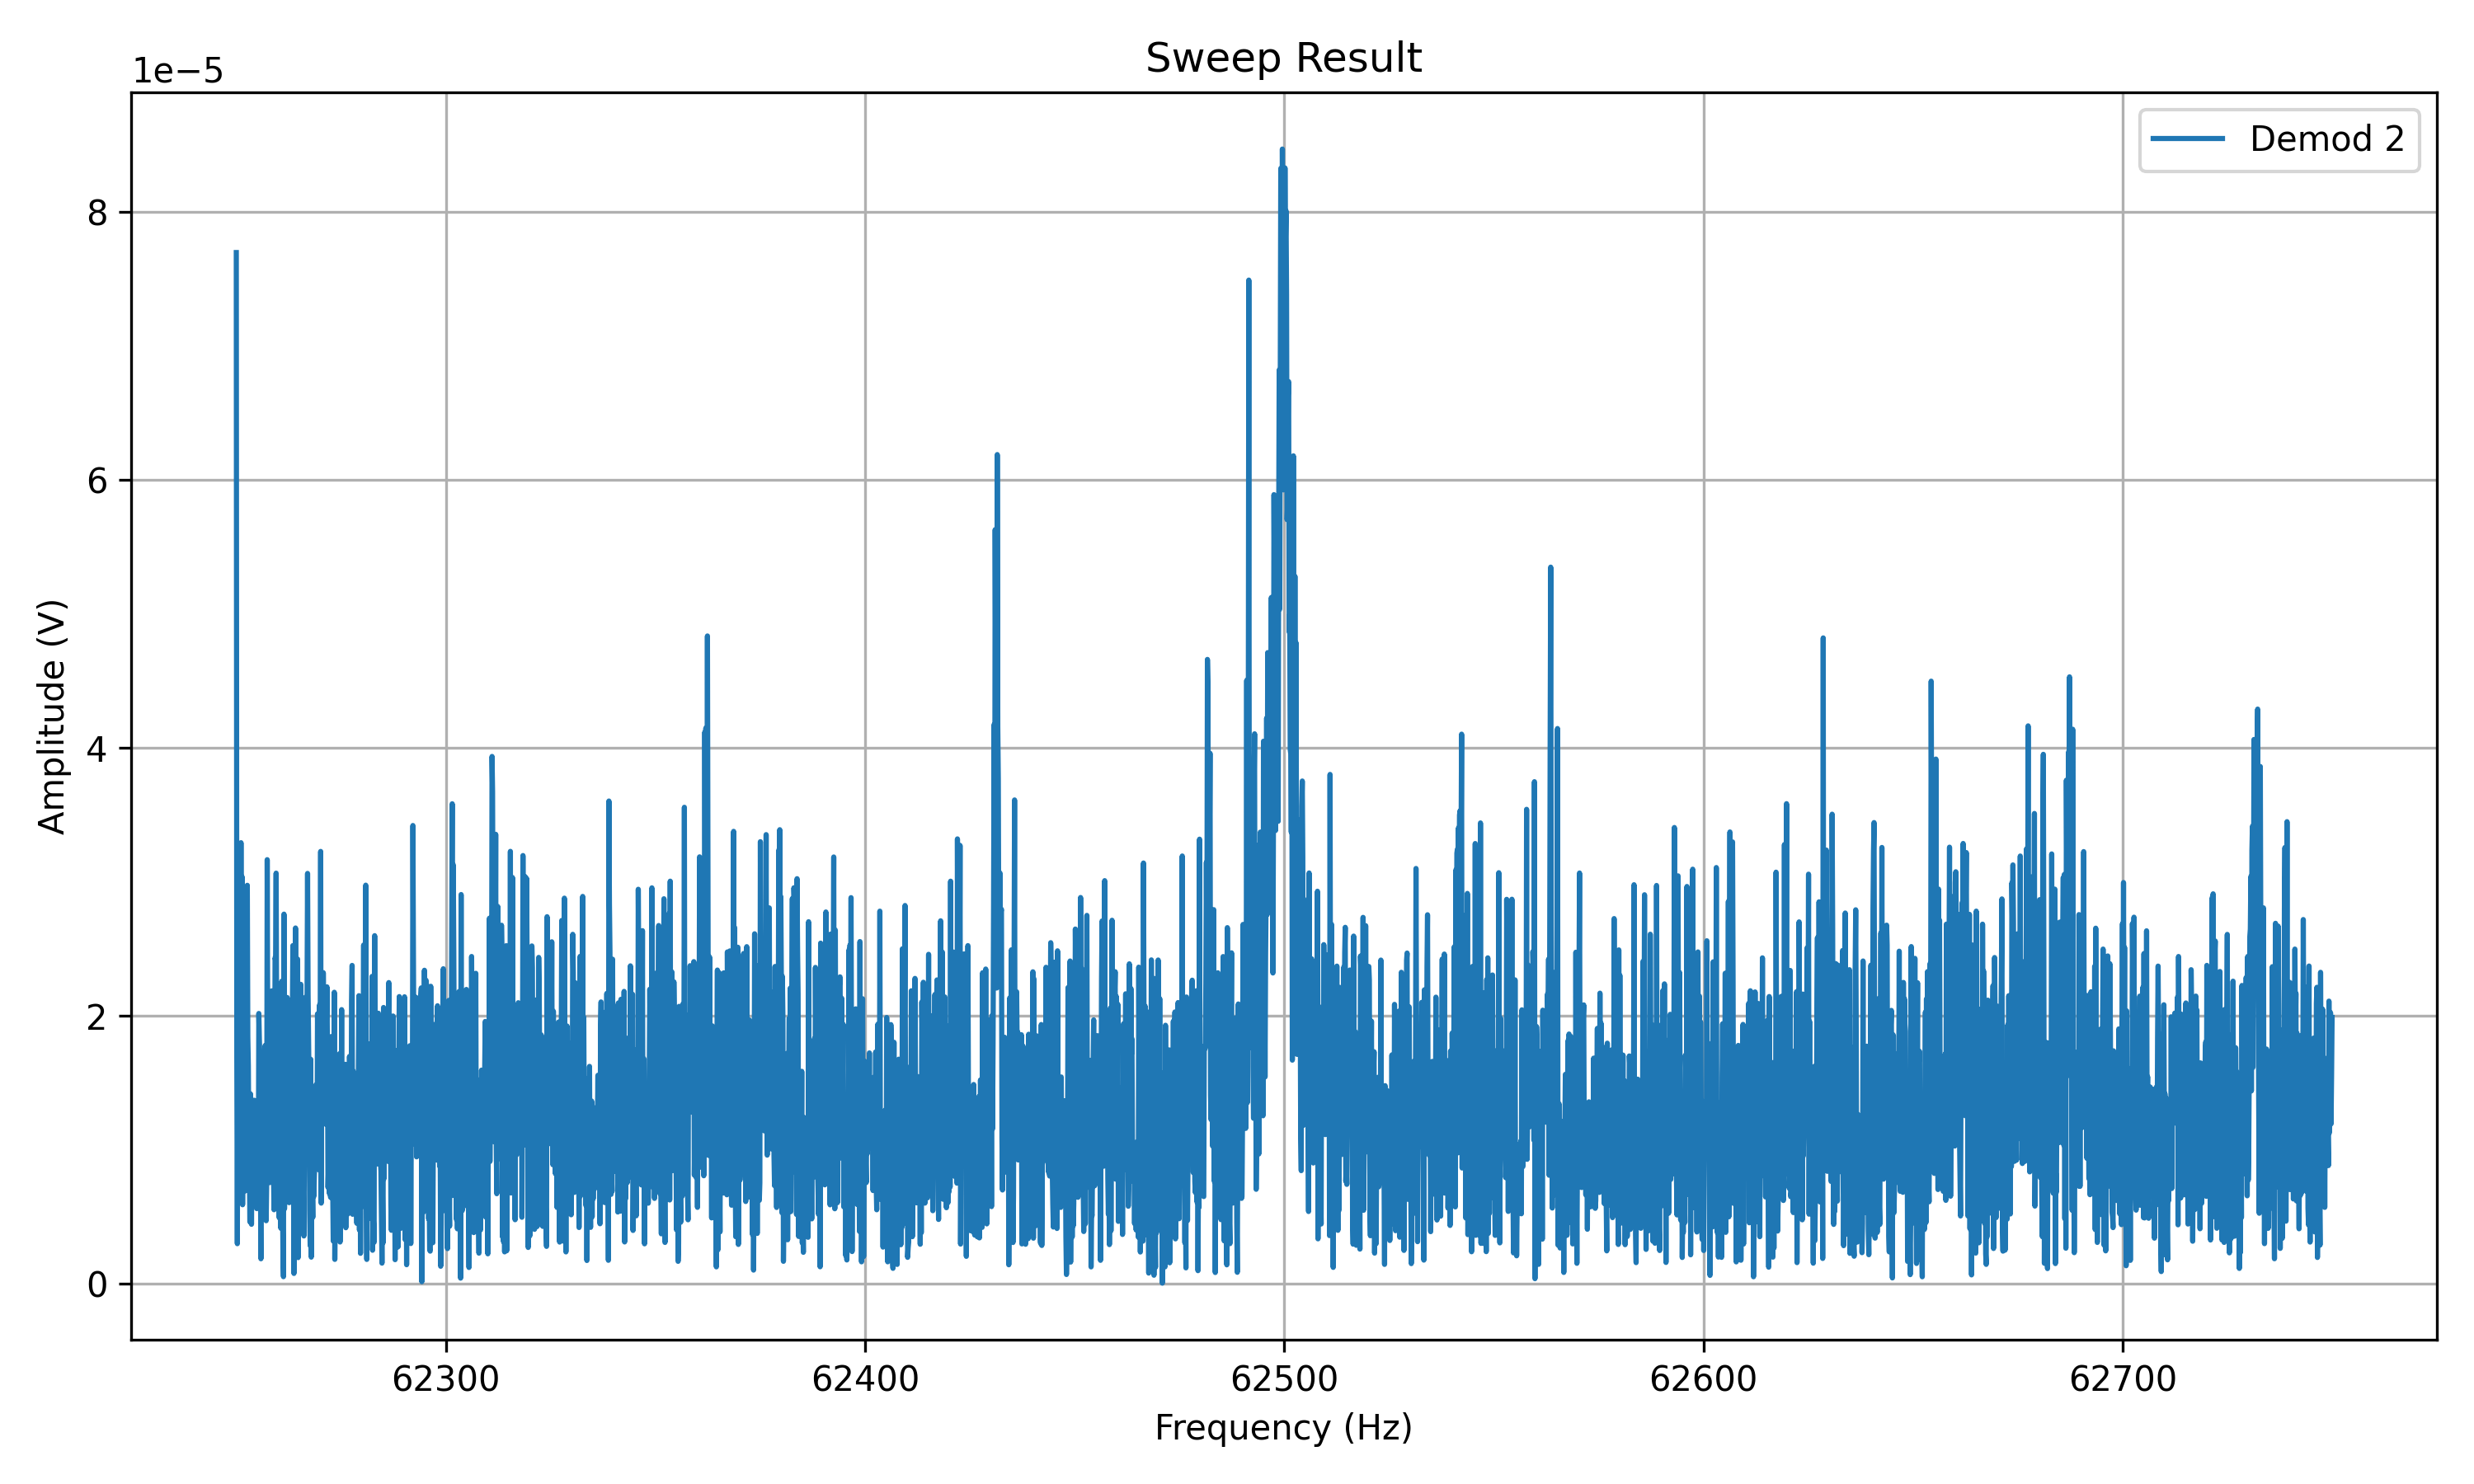 Sweep Result
1e−5
Demod 2
8
6
4
2
0
Amplitude (V)
62300 62400 62500 62600 62700
Frequency (Hz)